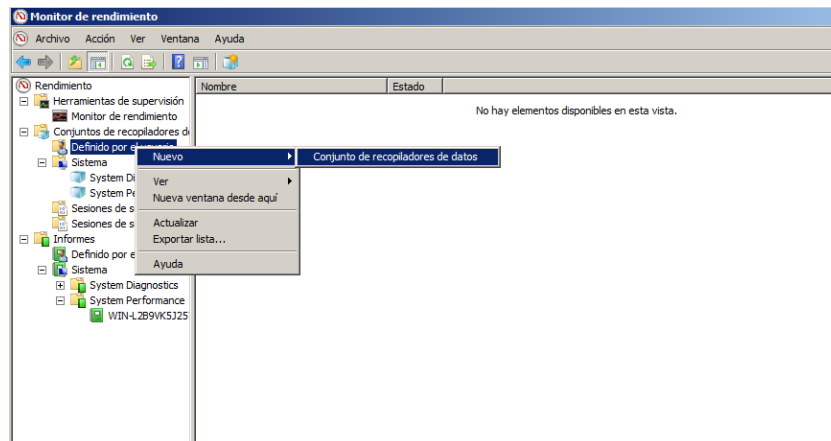 Monitor de rendimiento
Archivo Acción Ver Ventana Ayuda
Rendimiento
Herramientas de supervisión
Monitor de rendimiento
Conjuntos de recopiladores d
Definido por el usuario
Sistema
System Di
System Pe
Sesiones de s
Sesiones de s
Informes
Definido por e
Sistema
System Diagnostics
System Performance
WIN-L2B9VK5J25
Nombre Estado
No hay elementos disponibles en esta vista.
Nuevo
Ver
Nueva ventana desde aquí
Actualizar
Exportar lista...
Ayuda
Conjunto de recopiladores de datos